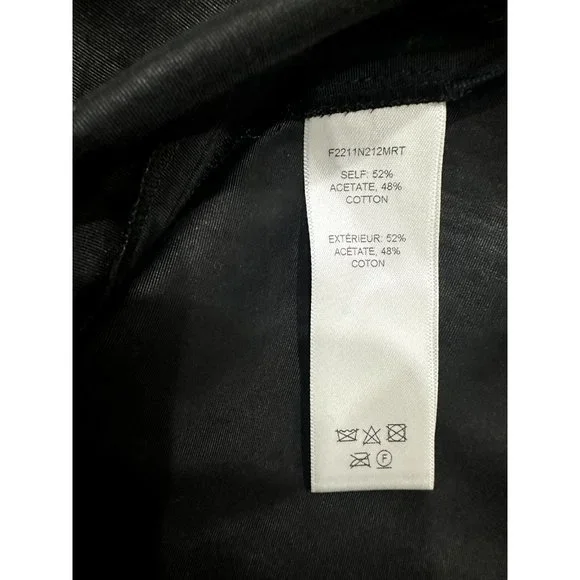 F2211N212MRT
SELF: 52%
ACETATE, 48%
COTTON
EXTÉRIEUR: 52%
ACÉTATE, 48%
COTON
F